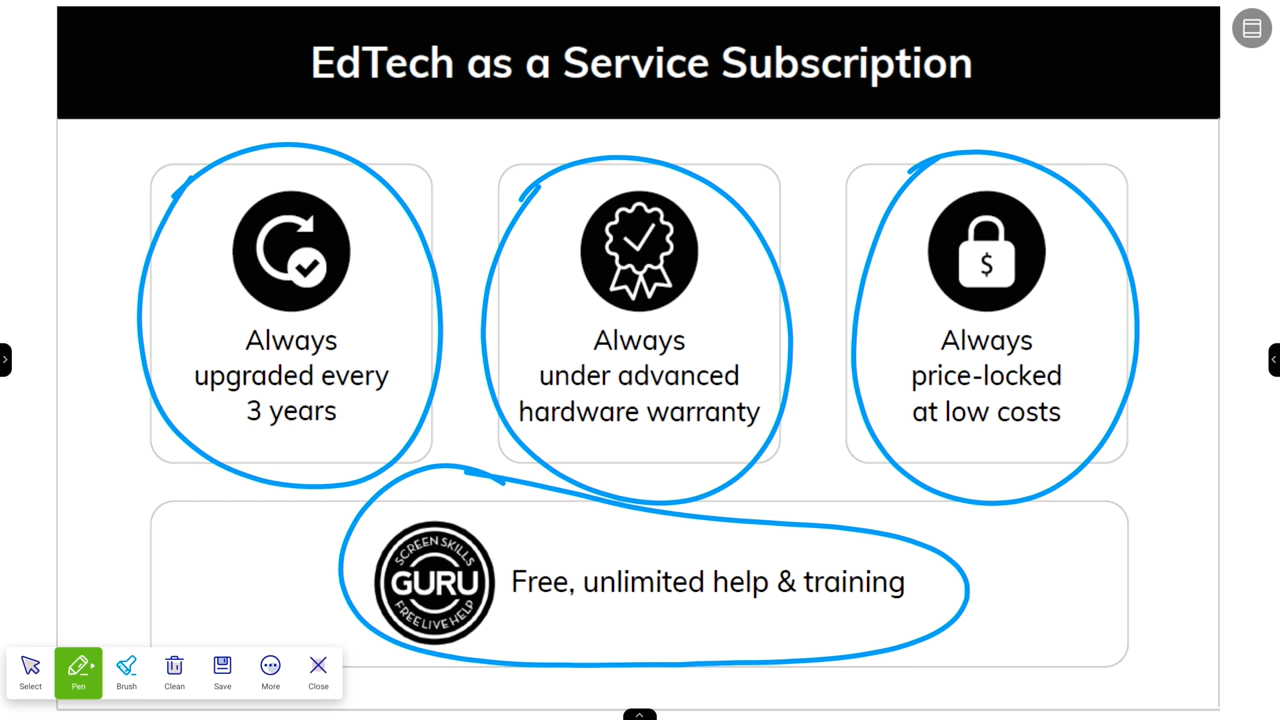 EdTech as a Service Subscription
Always
upgraded every
3 years
Always
under advanced
hardware warranty
$
Always
price-locked
at low costs
SCREEN SKILLS
GURU
FREE LIVE HELP
Free, unlimited help & training
Select Pen Brush Clean Save More Close